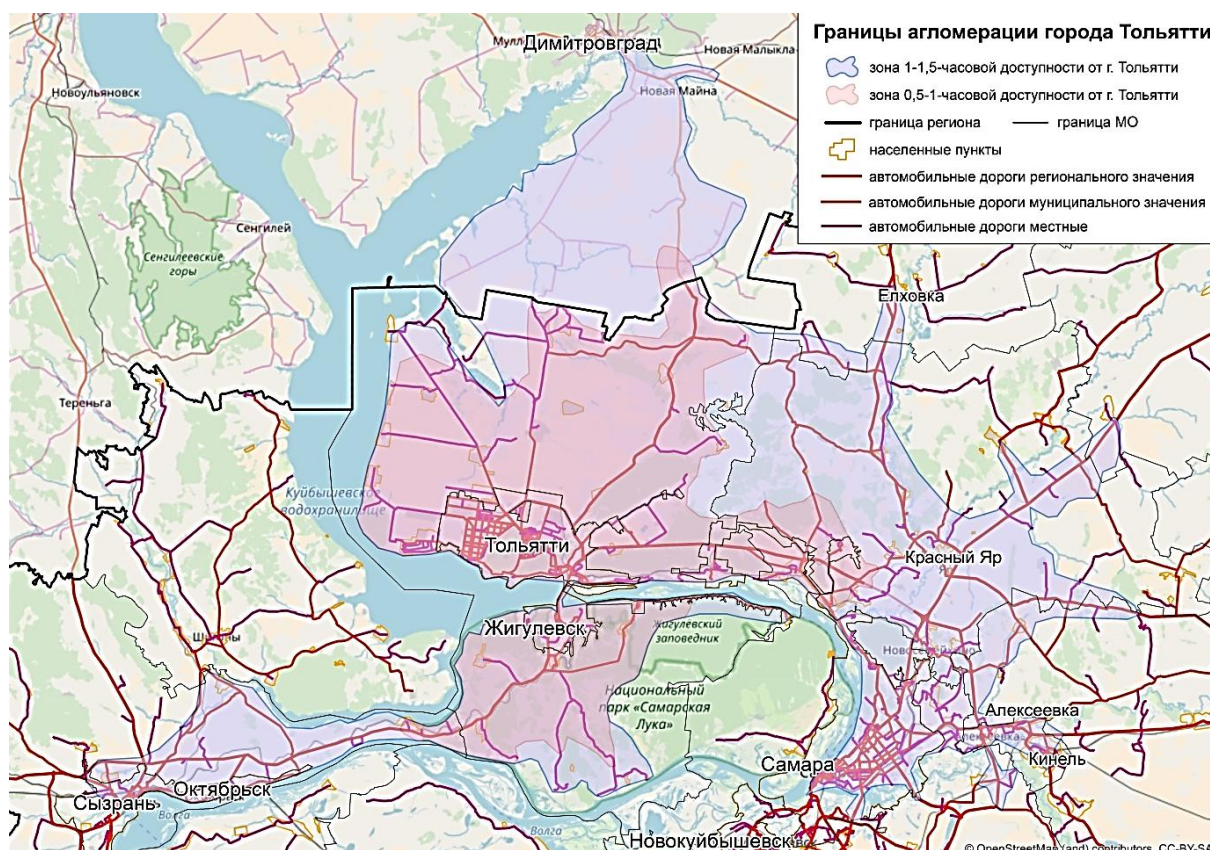 Границы агломерации города Тольятти
зона 1-1,5-часовой доступности от г. Тольятти
зона 0,5-1-часовой доступности от г. Тольятти
граница региона
граница МО
населенные пункты
автомобильные дороги регионального значения
автомобильные дороги муниципального значения
автомобильные дороги местные
Димитровград
Новая Малыкла
Новоульяновск
Новая Майна
Сенгилей
Сенгилеевские
горы
Елховка
Тереньга
Куйбышевское
водохранилище
Тольятти
Красный Яр
Жигулевск
Жигулёвский
заповедник
Национальный
парк «Самарская
Лука»
Алексеевка
Алексеевка
Самара
Кинель
Октябрьск
Сызрань
Волга
Волга
Новокуйбышевск
© OpenStreetMap (and) contributors, CC-BY-SA